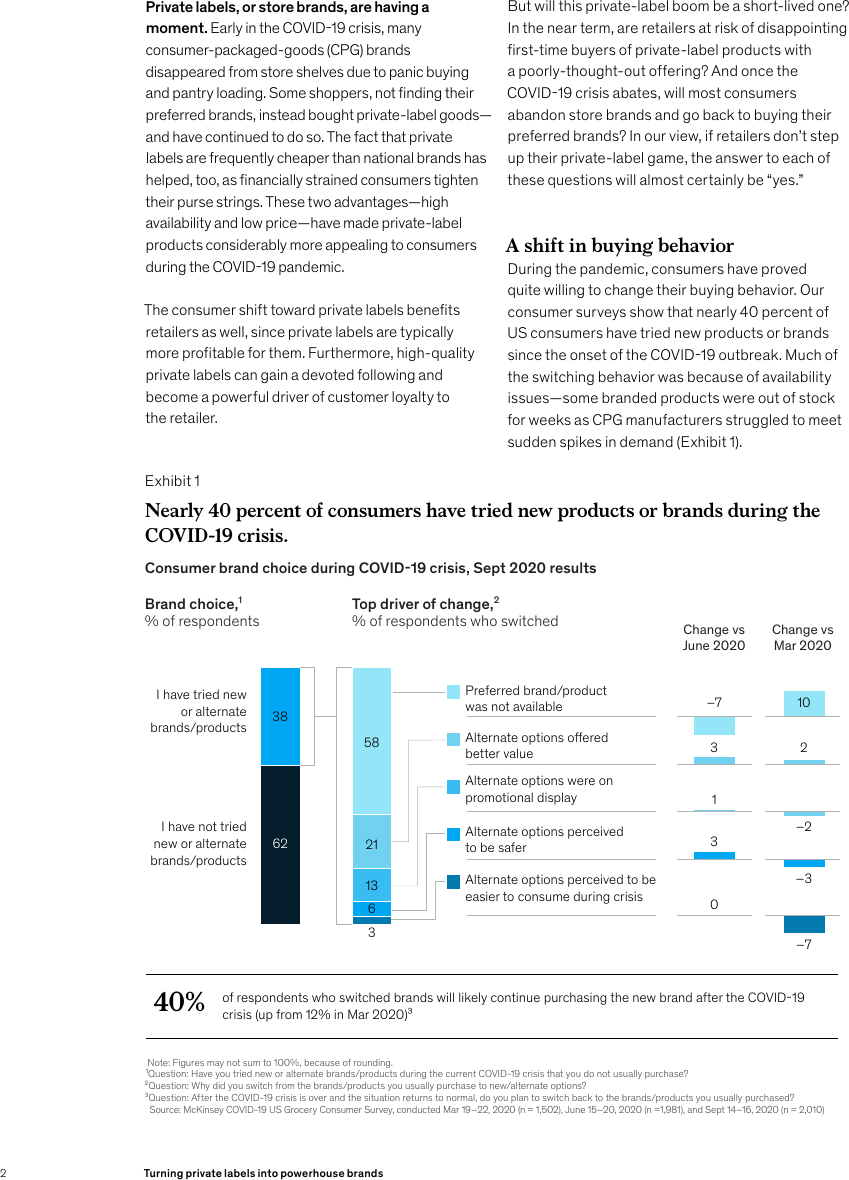 Private labels, or store brands, are having a
moment. Early in the COVID-19 crisis, many
consumer-packaged-goods (CPG) brands
disappeared from store shelves due to panic buying
and pantry loading. Some shoppers, not finding their
preferred brands, instead bought private-label goods—
and have continued to do so. The fact that private
labels are frequently cheaper than national brands has
helped, too, as financially strained consumers tighten
their purse strings. These two advantages—high
availability and low price—have made private-label
products considerably more appealing to consumers
during the COVID-19 pandemic.
The consumer shift toward private labels benefits
retailers as well, since private labels are typically
more profitable for them. Furthermore, high-quality
private labels can gain a devoted following and
become a powerful driver of customer loyalty to
the retailer.
But will this private-label boom be a short-lived one?
In the near term, are retailers at risk of disappointing
first-time buyers of private-label products with
a poorly-thought-out offering? And once the
COVID-19 crisis abates, will most consumers
abandon store brands and go back to buying their
preferred brands? In our view, if retailers don't step
up their private-label game, the answer to each of
these questions will almost certainly be “yes.”
A shift in buying behavior
During the pandemic, consumers have proved
quite willing to change their buying behavior. Our
consumer surveys show that nearly 40 percent of
US consumers have tried new products or brands
since the onset of the COVID-19 outbreak. Much of
the switching behavior was because of availability
issues—some branded products were out of stock
for weeks as CPG manufacturers struggled to meet
sudden spikes in demand (Exhibit 1).
Exhibit 1
Nearly 40 percent of consumers have tried new products or brands during the
COVID-19 crisis.
Consumer brand choice during COVID-19 crisis, Sept 2020 results
Brand choice,¹
% of respondents
I have tried new
or alternate
brands/products
38
I have not tried
new or alternate
brands/products
62
Top driver of change,²
% of respondents who switched
58
21
13
6
3
Change vs
June 2020
Change vs
Mar 2020
Preferred brand/product
was not available
–7
10
Alternate options offered
better value
3
2
Alternate options were on
promotional display
1
–2
Alternate options perceived
to be safer
3
–3
Alternate options perceived to be
easier to consume during crisis
0
–7
40%
of respondents who switched brands will likely continue purchasing the new brand after the COVID-19
crisis (up from 12% in Mar 2020)³
Note: Figures may not sum to 100%, because of rounding.
¹Question: Have you tried new or alternate brands/products during the current COVID-19 crisis that you do not usually purchase?
²Question: Why did you switch from the brands/products you usually purchase to new/alternate options?
³Question: After the COVID-19 crisis is over and the situation returns to normal, do you plan to switch back to the brands/products you usually purchased?
Source: McKinsey COVID-19 US Grocery Consumer Survey, conducted Mar 19–22, 2020 (n = 1,502), June 15–20, 2020 (n =1,981), and Sept 14–16, 2020 (n = 2,010)
2
Turning private labels into powerhouse brands